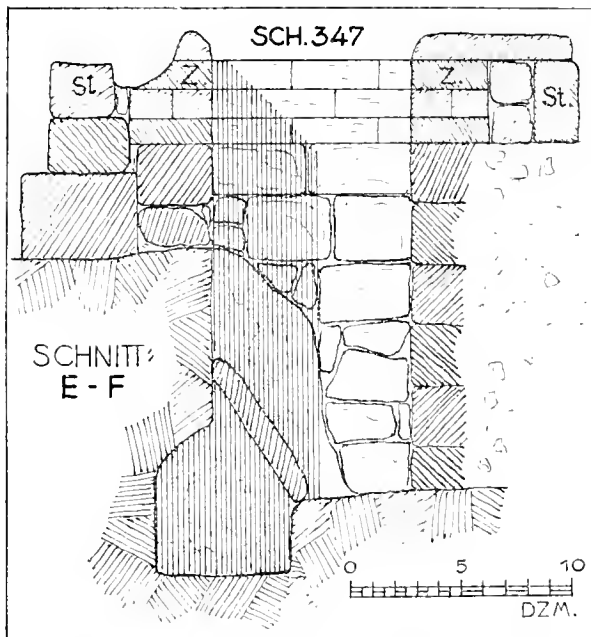 SCH.347
St.
Z.
Z.
St.
SCHNITT:
E-F
0 5 10
DZM.